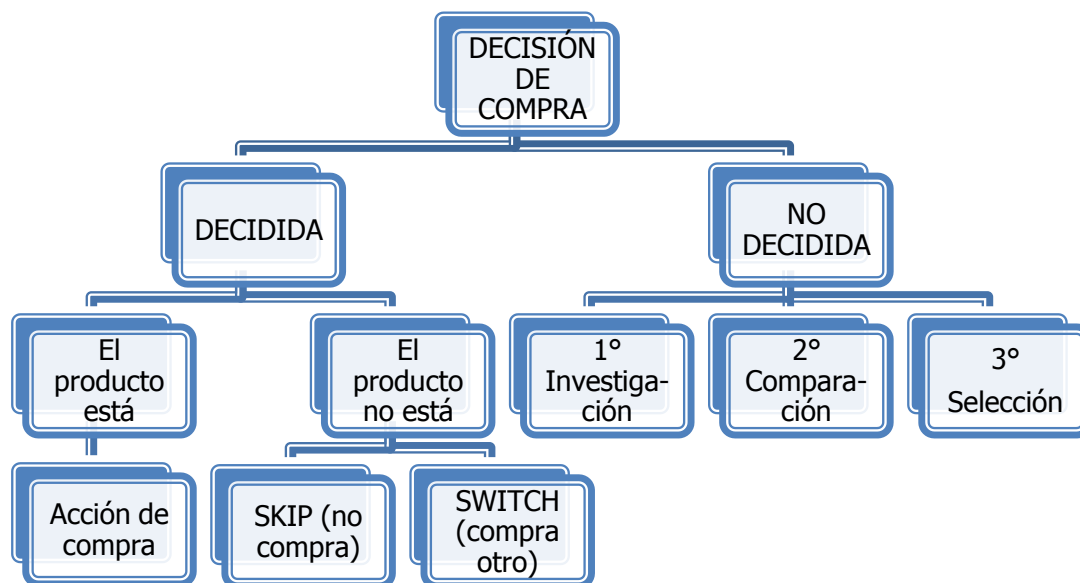 DECISIÓN
DE
COMPRA
DECIDIDA
NO
DECIDIDA
El
producto
está
El
producto
no está
1°
Investiga-
ción
2°
Compara-
ción
3°
Selección
Acción de
compra
SKIP (no
compra)
SWITCH
(compra
otro)